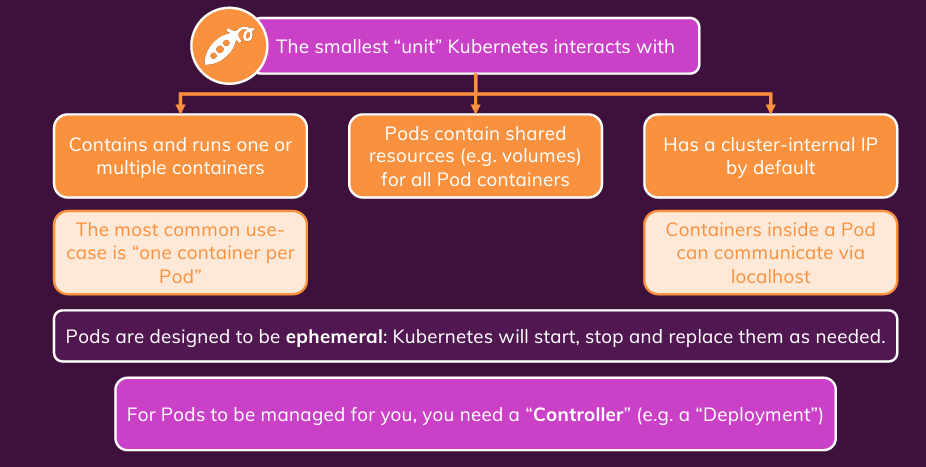 The smallest “unit” Kubernetes interacts with
Contains and runs one or
multiple containers
Pods contain shared
resources (e.g. volumes)
for all Pod containers
Has a cluster-internal IP
by default
The most common use-
case is “one container per
Pod”
Containers inside a Pod
can communicate via
localhost
Pods are designed to be ephemeral: Kubernetes will start, stop and replace them as needed.
For Pods to be managed for you, you need a “Controller” (e.g. a “Deployment”)